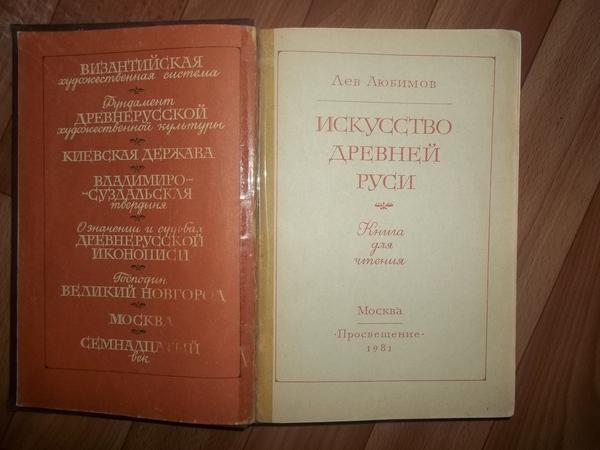 ВИЗАНТИЙСКАЯ
художественная система
Фундамент
ДРЕВНЕРУССКОЙ
художественной культуры
КИЕВСКАЯ ДЕРЖАВА
ВЛАДИМИРО-
-СУЗДАЛЬСКАЯ
твердыня
О значении и судьбах
ДРЕВНЕРУССКОЙ
ИКОНОПИСИ
Господин
ВЕЛИКИЙ НОВГОРОД
МОСКВА
СЕМНАДЦАТЫЙ
век
Лев Любимов
ИСКУССТВО
ДРЕВНЕЙ
РУСИ
Книга
для
чтения
Москва
«Просвещение»
1981